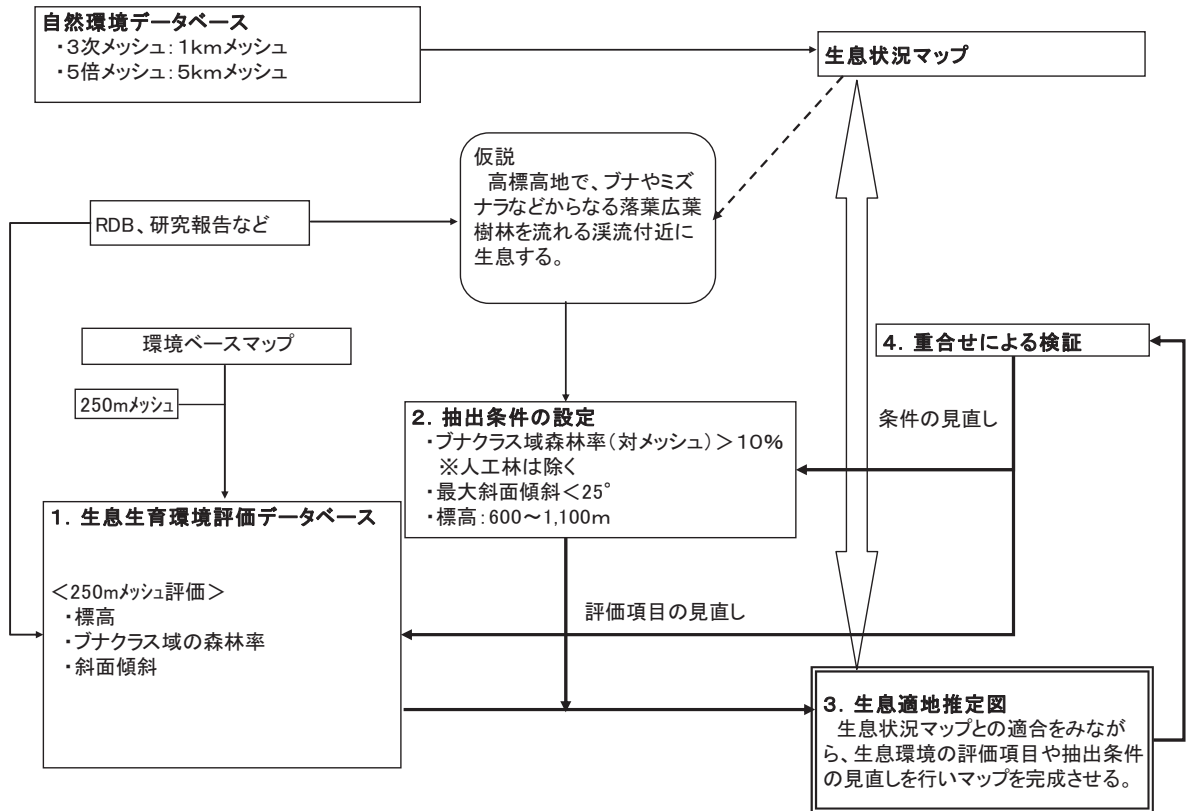 自然環境データベース
・3次メッシュ：1kmメッシュ
・5倍メッシュ：5kmメッシュ
生息状況マップ
仮説
高標高地で、ブナやミズ
ナラなどからなる落葉広葉
樹林を流れる渓流付近に
生息する。
RDB、研究報告など
環境ベースマップ
250mメッシュ
4．重合せによる検証
2．抽出条件の設定
・ブナクラス域森林率（対メッシュ）＞10%
※人工林は除く
・最大斜面傾斜＜25°
・標高：600～1,100m
条件の見直し
1．生息生育環境評価データベース
＜250mメッシュ評価＞
・標高
・ブナクラス域の森林率
・斜面傾斜
評価項目の見直し
3．生息適地推定図
生息状況マップとの適合をみなが
ら、生息環境の評価項目や抽出条件
の見直しを行いマップを完成させる。